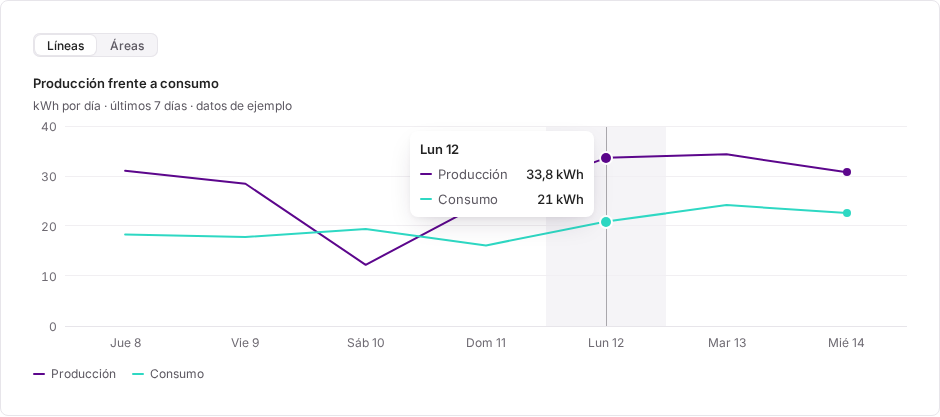 Líneas Áreas
Producción frente a consumo
kWh por día · últimos 7 días · datos de ejemplo
40
Lun 12
Producción 33,8 kWh
30
Consumo 21 kWh
20
10
0
Jue 8 Vie 9 Sáb 10 Dom 11 Lun 12 Mar 13 Mié 14
Producción Consumo